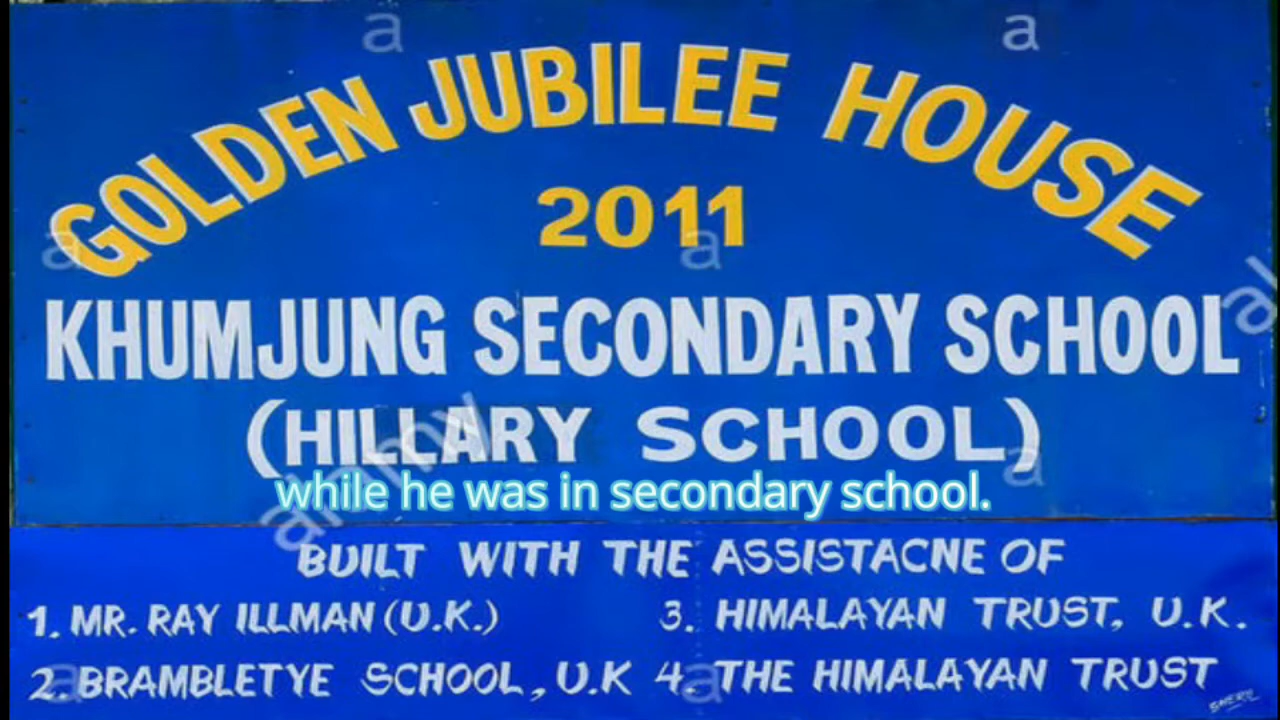 GOLDEN JUBILEE HOUSE
2011
KHUMJUNG SECONDARY SCHOOL
(HILLARY SCHOOL)
while he was in secondary school.
BUILT WITH THE ASSISTACNE OF
1. MR. RAY ILLMAN (U.K.) 3. HIMALAYAN TRUST, U.K.
2. BRAMBLETYE SCHOOL, U.K 4. THE HIMALAYAN TRUST
alamy